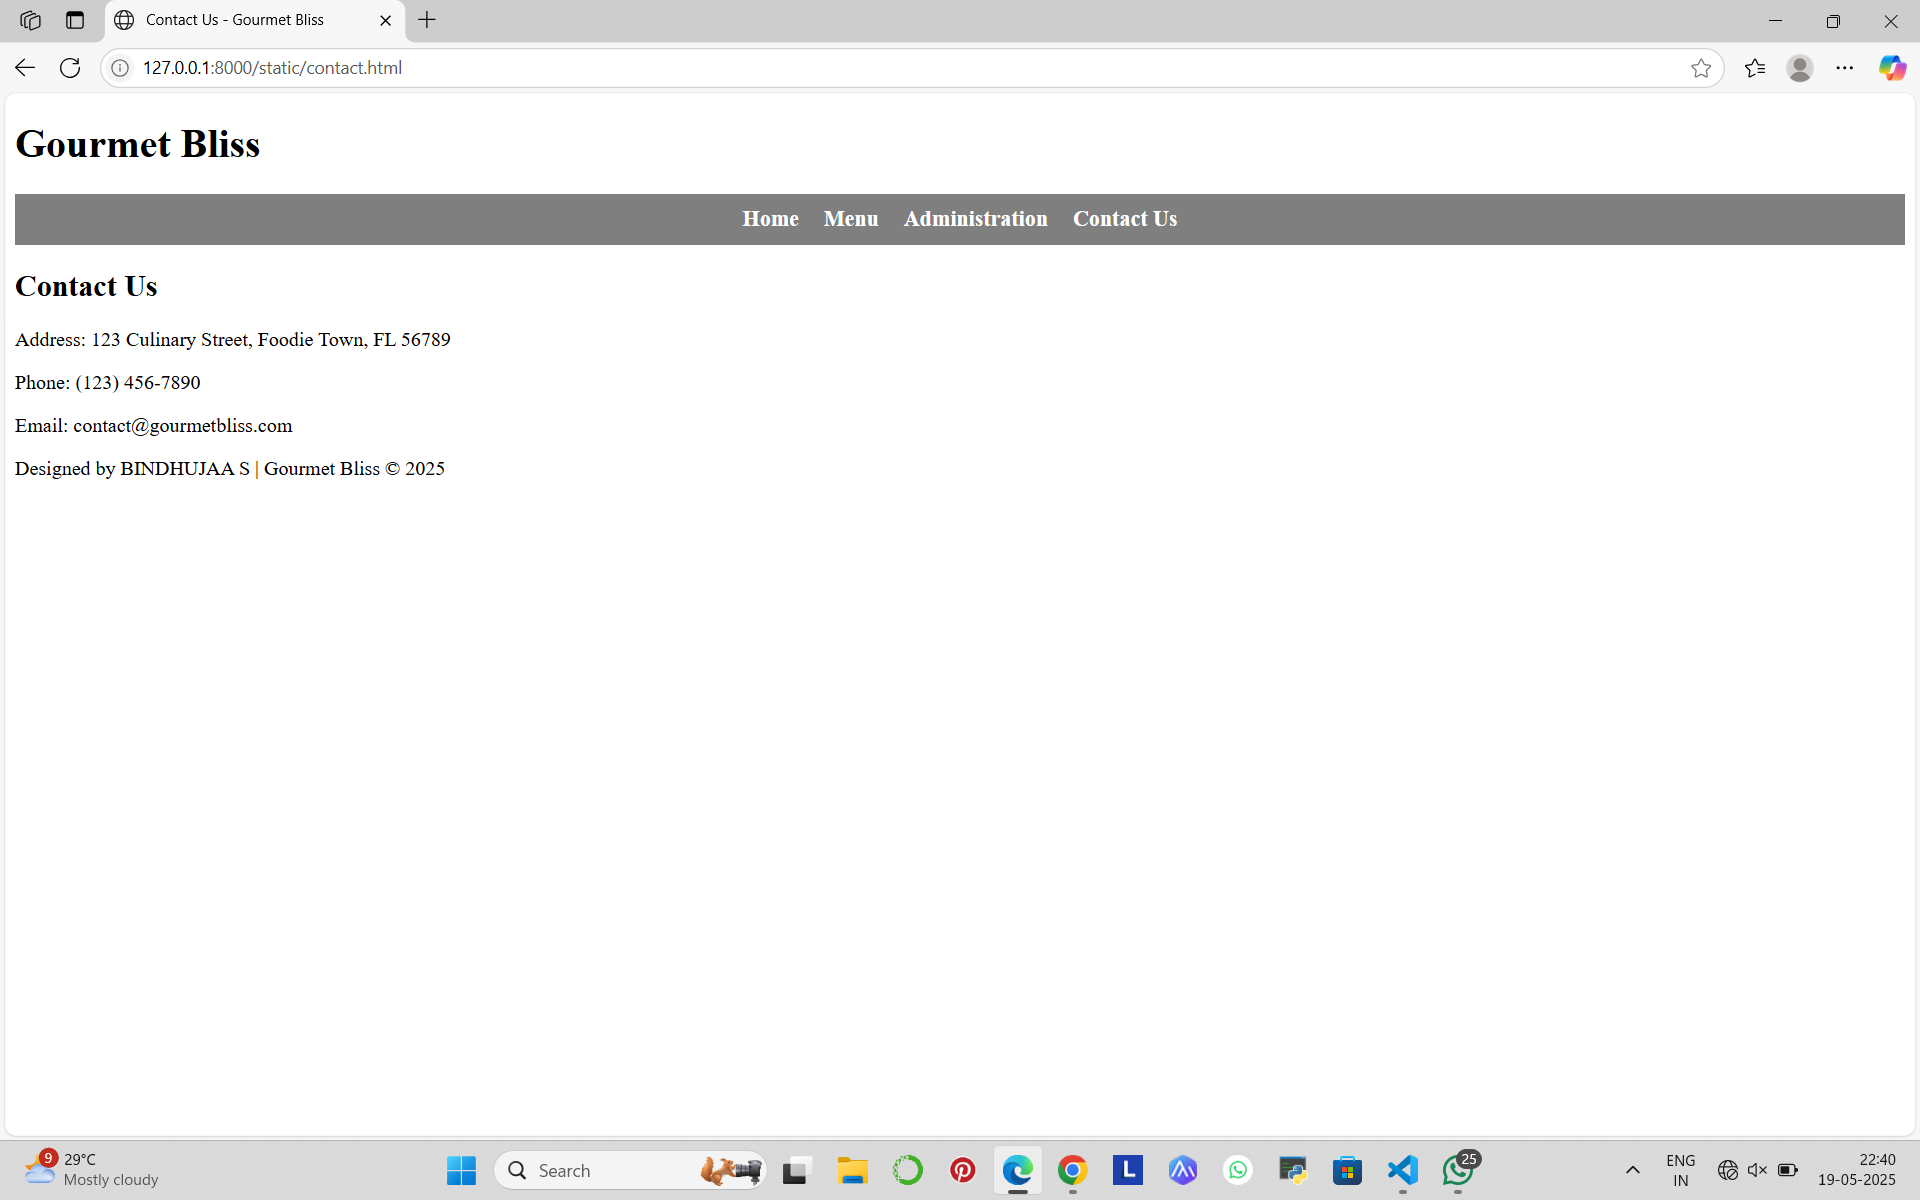 Contact Us - Gourmet Bliss
127.0.0.1:8000/static/contact.html
Gourmet Bliss
Home Menu Administration Contact Us
Contact Us
Address: 123 Culinary Street, Foodie Town, FL 56789
Phone: (123) 456-7890
Email: contact@gourmetbliss.com
Designed by BINDHUJAA S | Gourmet Bliss © 2025
9
29°C
Mostly cloudy
Search
L
25
ENG
IN
22:40
19-05-2025